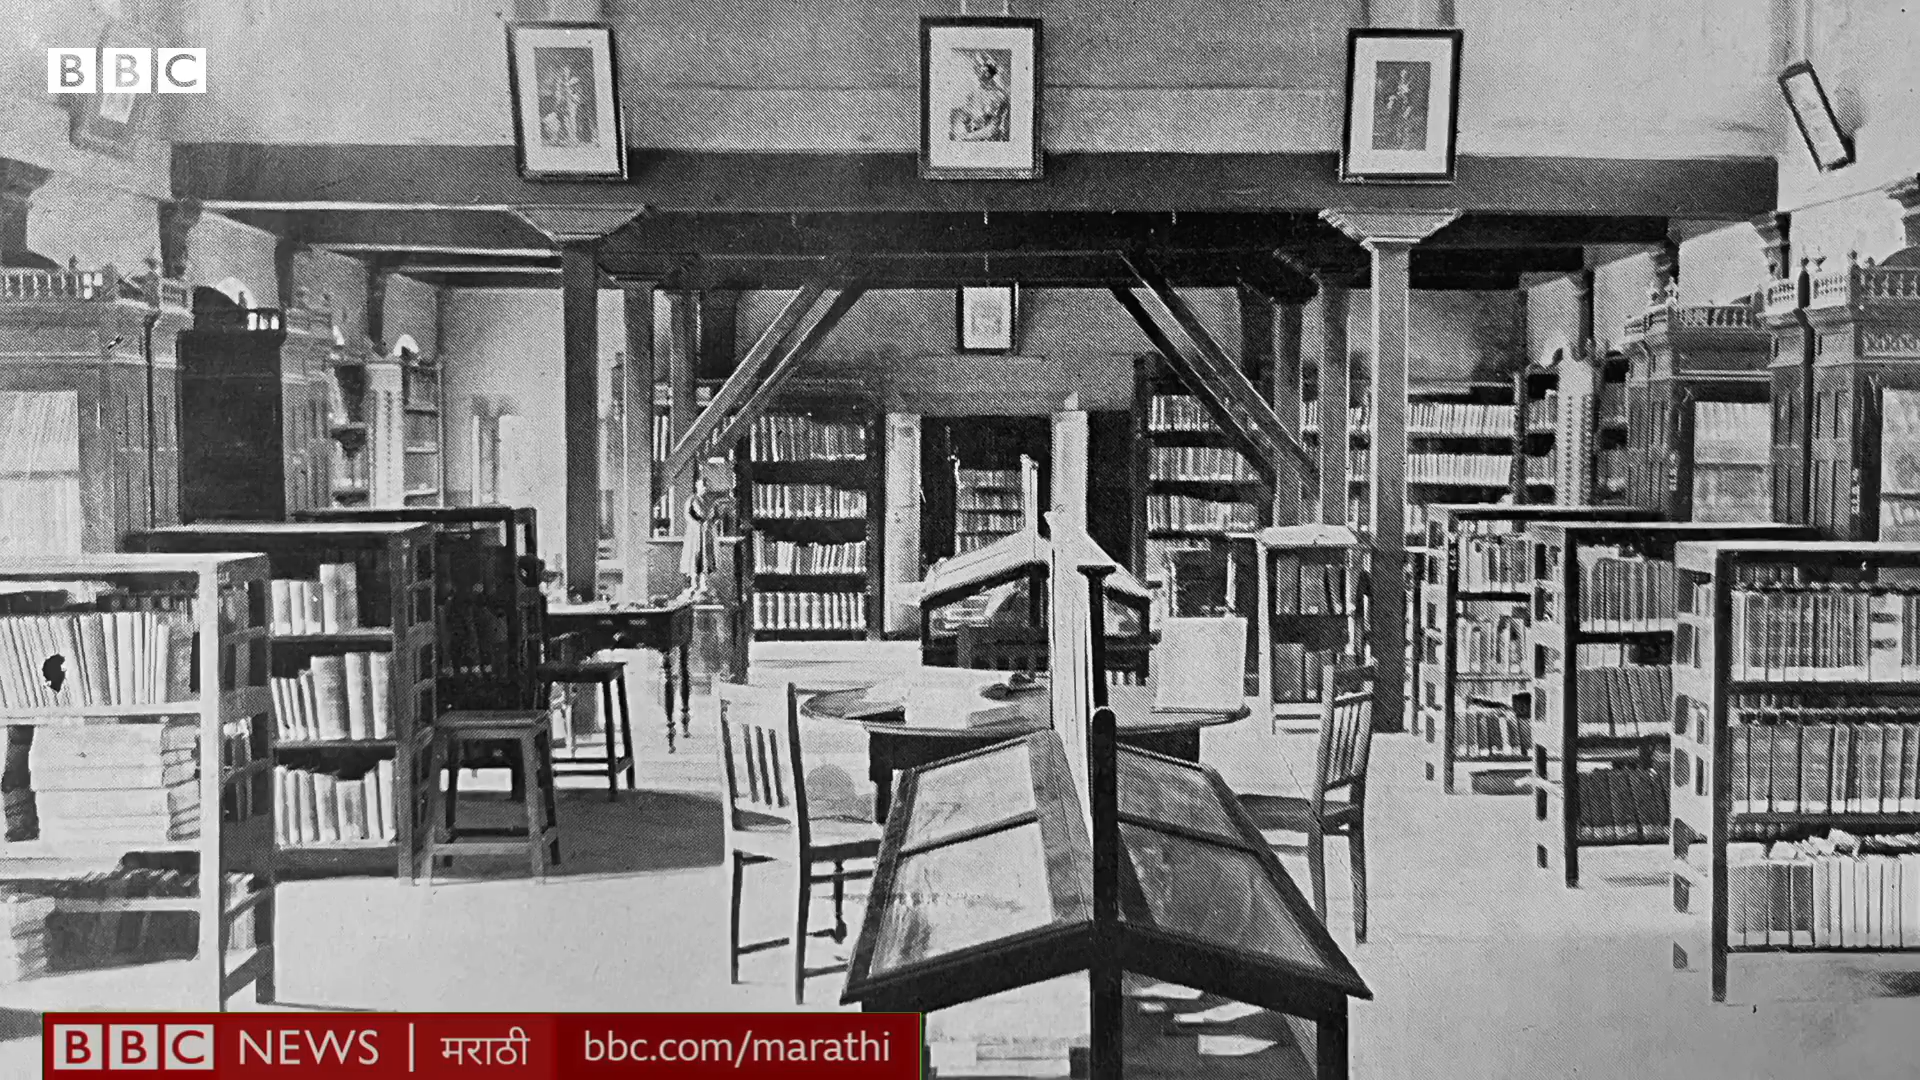 BBC
BBC NEWS | मराठी bbc.com/marathi